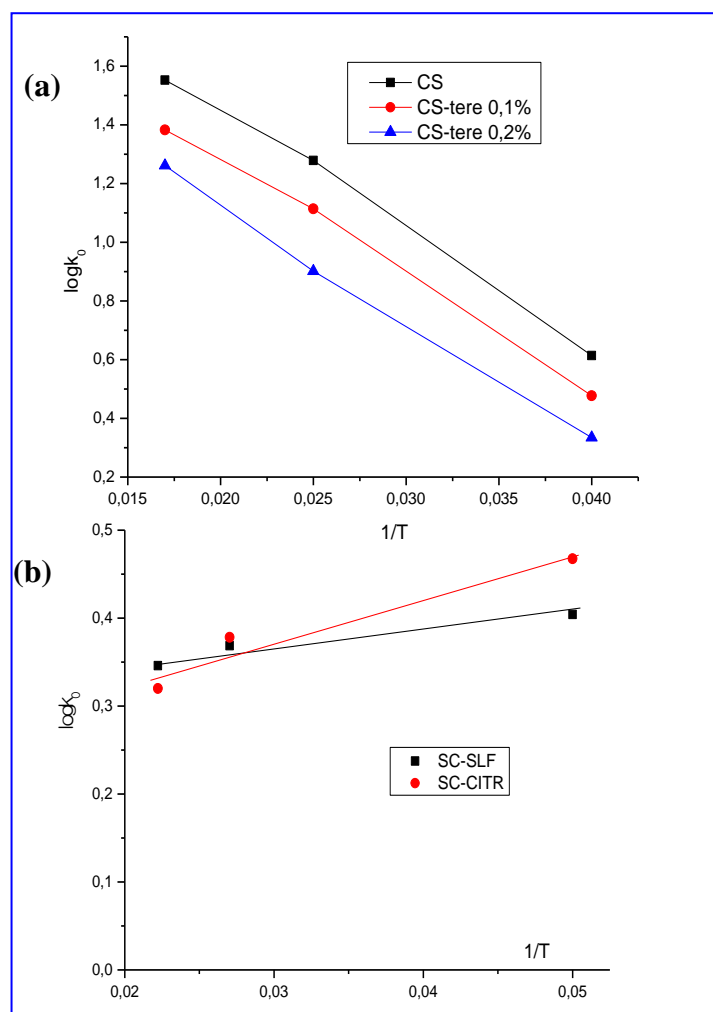 (a)
1,6
1,4
1,2
1,0
0,8
0,6
0,4
0,2
logk0
CS
CS-tere 0,1%
CS-tere 0,2%
0,015 0,020 0,025 0,030 0,035 0,040
1/T
(b)
0,5
0,4
0,3
0,2
0,1
0,0
logK0
SC-SLF
SC-CITR
1/T
0,02 0,03 0,04 0,05